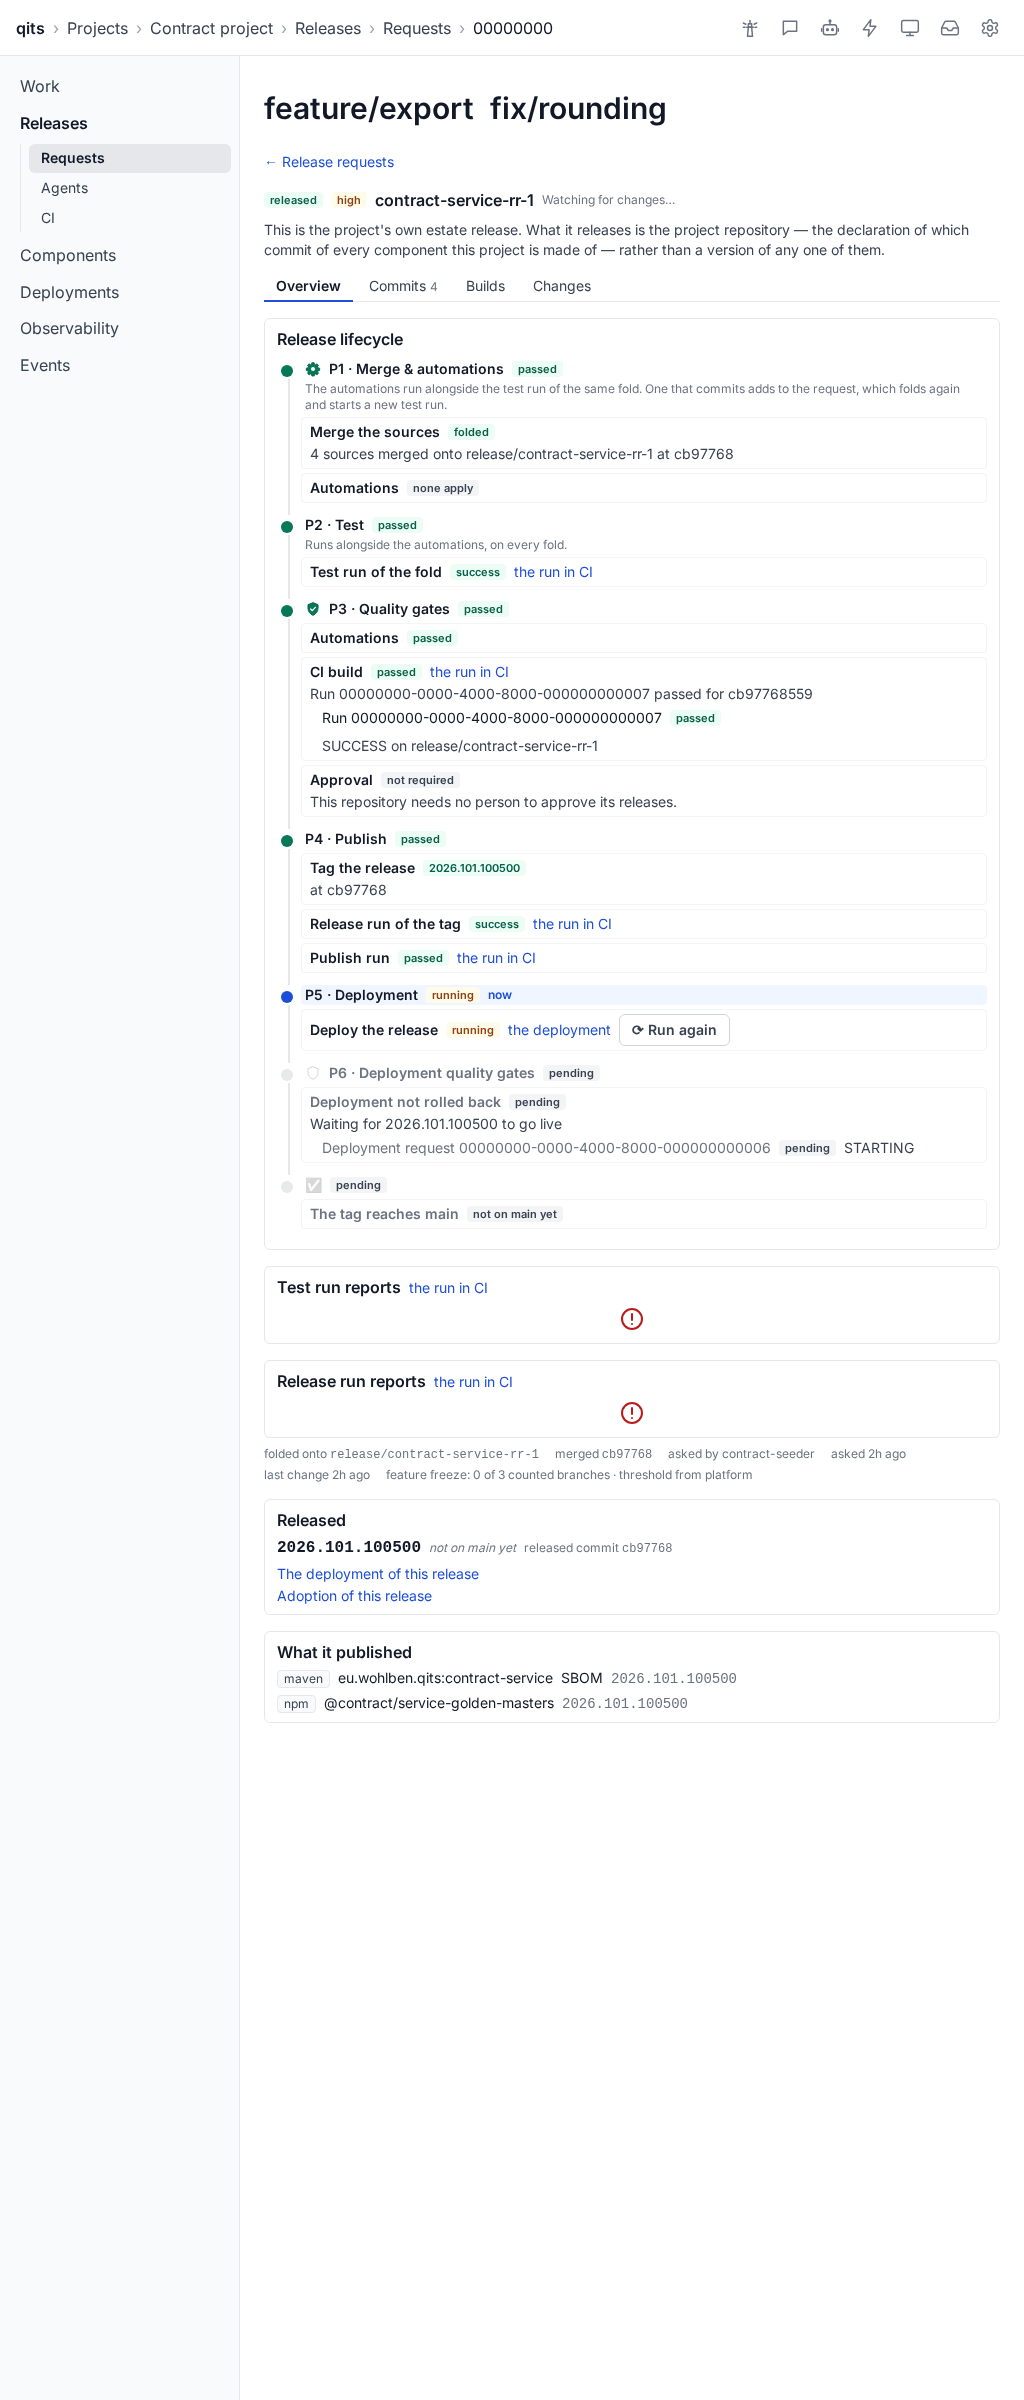 qits › Projects › Contract project › Releases › Requests › 00000000
Work
Releases
Requests
Agents
CI
Components
Deployments
Observability
Events
feature/export fix/rounding
← Release requests
released high contract-service-rr-1 Watching for changes...
This is the project's own estate release. What it releases is the project repository — the declaration of which
commit of every component this project is made of — rather than a version of any one of them.
Overview Commits 4 Builds Changes
Release lifecycle
P1 · Merge & automations passed
The automations run alongside the test run of the same fold. One that commits adds to the request, which folds again
and starts a new test run.
Merge the sources folded
4 sources merged onto release/contract-service-rr-1 at cb97768
Automations none apply
P2 · Test passed
Runs alongside the automations, on every fold.
Test run of the fold success the run in CI
P3 · Quality gates passed
Automations passed
CI build passed the run in CI
Run 00000000-0000-4000-8000-000000000007 passed for cb97768559
Run 00000000-0000-4000-8000-000000000007 passed
SUCCESS on release/contract-service-rr-1
Approval not required
This repository needs no person to approve its releases.
P4 · Publish passed
Tag the release 2026.101.100500
at cb97768
Release run of the tag success the run in CI
Publish run passed the run in CI
P5 · Deployment running now
Deploy the release running the deployment ⟳ Run again
P6 · Deployment quality gates pending
Deployment not rolled back pending
Waiting for 2026.101.100500 to go live
Deployment request 00000000-0000-4000-8000-000000000006 pending STARTING
☑ pending
The tag reaches main not on main yet
Test run reports the run in CI
Release run reports the run in CI
folded onto release/contract-service-rr-1 merged cb97768 asked by contract-seeder asked 2h ago
last change 2h ago feature freeze: 0 of 3 counted branches · threshold from platform
Released
2026.101.100500 not on main yet released commit cb97768
The deployment of this release
Adoption of this release
What it published
maven eu.wohlben.qits:contract-service SBOM 2026.101.100500
npm @contract/service-golden-masters 2026.101.100500